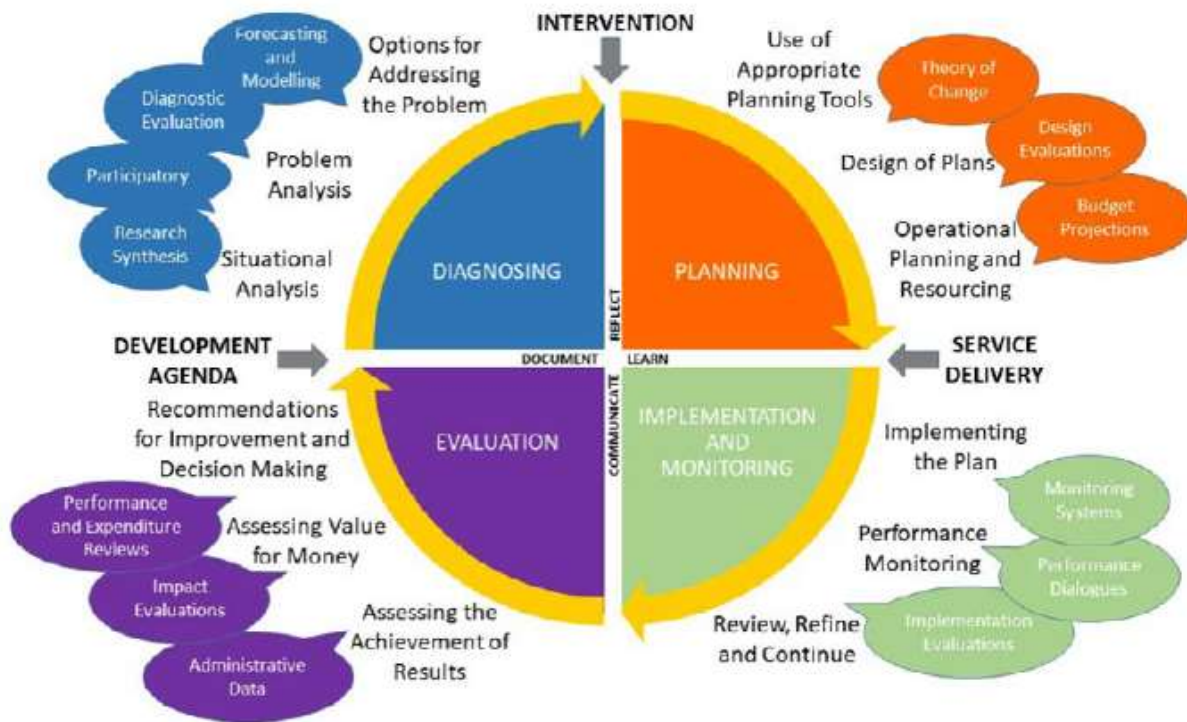 INTERVENTION
Forecasting
and
Modelling
Options for
Addressing
the Problem
Diagnostic
Evaluation
Problem
Analysis
Participatory
Research
Synthesis
Situational
Analysis
DIAGNOSING
Use of
Appropriate
Planning Tools
Theory of
Change
Design of Plans
Design
Evaluations
Operational
Planning and
Resourcing
Budget
Projections
PLANNING
REFLECT
DOCUMENT
LEARN
COMMUNICATE
DEVELOPMENT
AGENDA
SERVICE
DELIVERY
EVALUATION
IMPLEMENTATION
AND
MONITORING
Recommendations
for Improvement and
Decision Making
Performance
and Expenditure
Reviews
Assessing Value
for Money
Impact
Evaluations
Assessing the
Achievement of
Results
Administrative
Data
Implementing
the Plan
Monitoring
Systems
Performance
Monitoring
Performance
Dialogues
Review, Refine
and Continue
Implementation
Evaluations